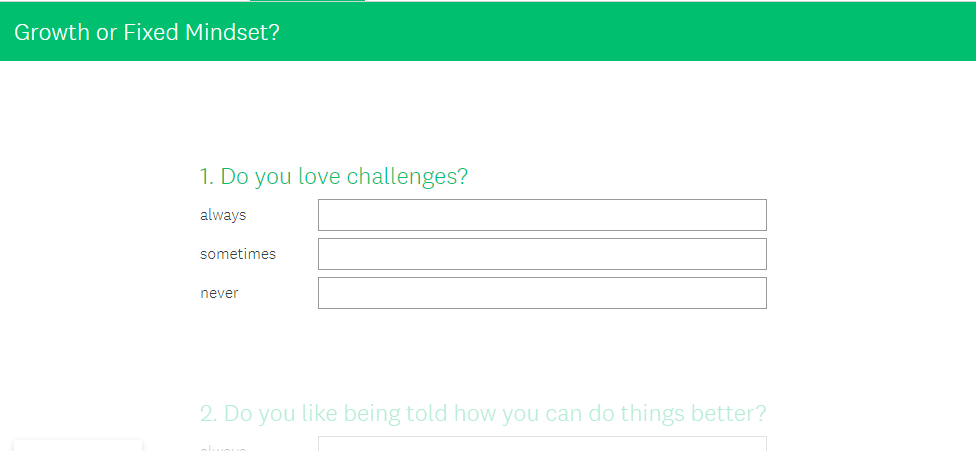 Growth or Fixed Mindset?
1. Do you love challenges?
always
sometimes
never
2. Do you like being told how you can do things better?
always